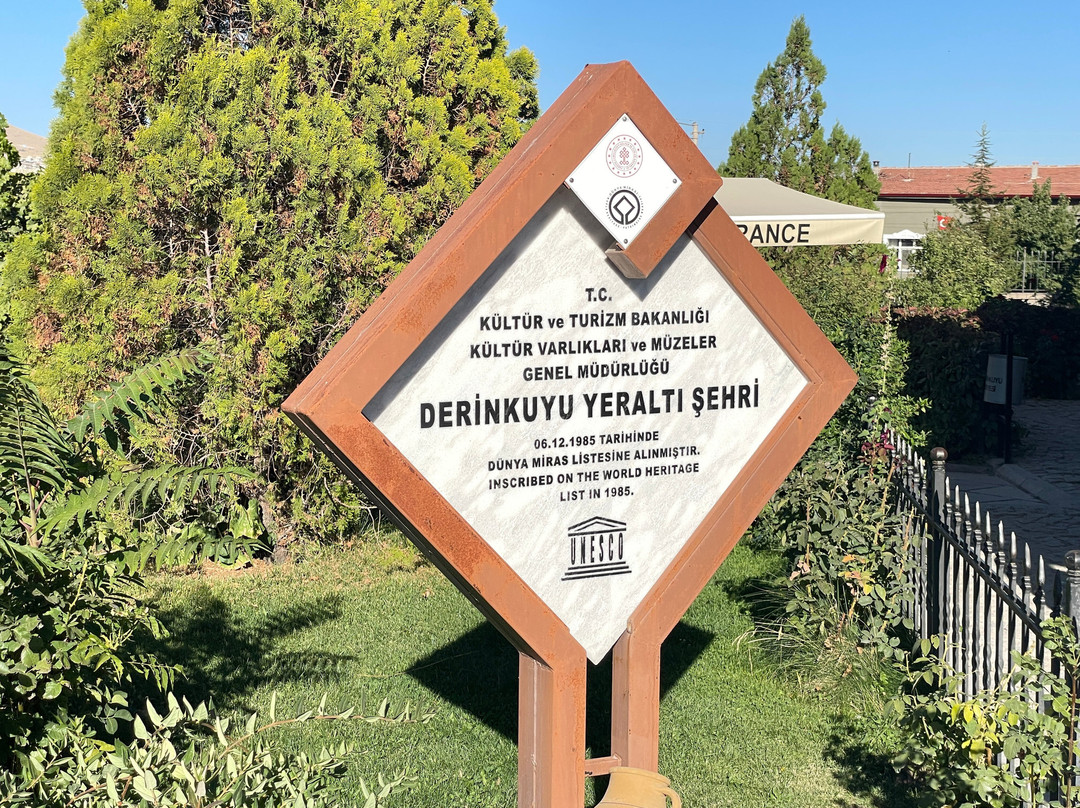 RANCE
T.C.
KÜLTÜR ve TURİZM BAKANLIĞI
KÜLTÜR VARLIKLARI ve MÜZELER
GENEL MÜDÜRLÜĞÜ
DERİNKUYU YERALTI ŞEHRİ
06.12.1985 TARİHİNDE
DÜNYA MİRAS LİSTESİNE ALINMIŞTIR.
INSCRIBED ON THE WORLD HERITAGE
LIST IN 1985.
UNESCO